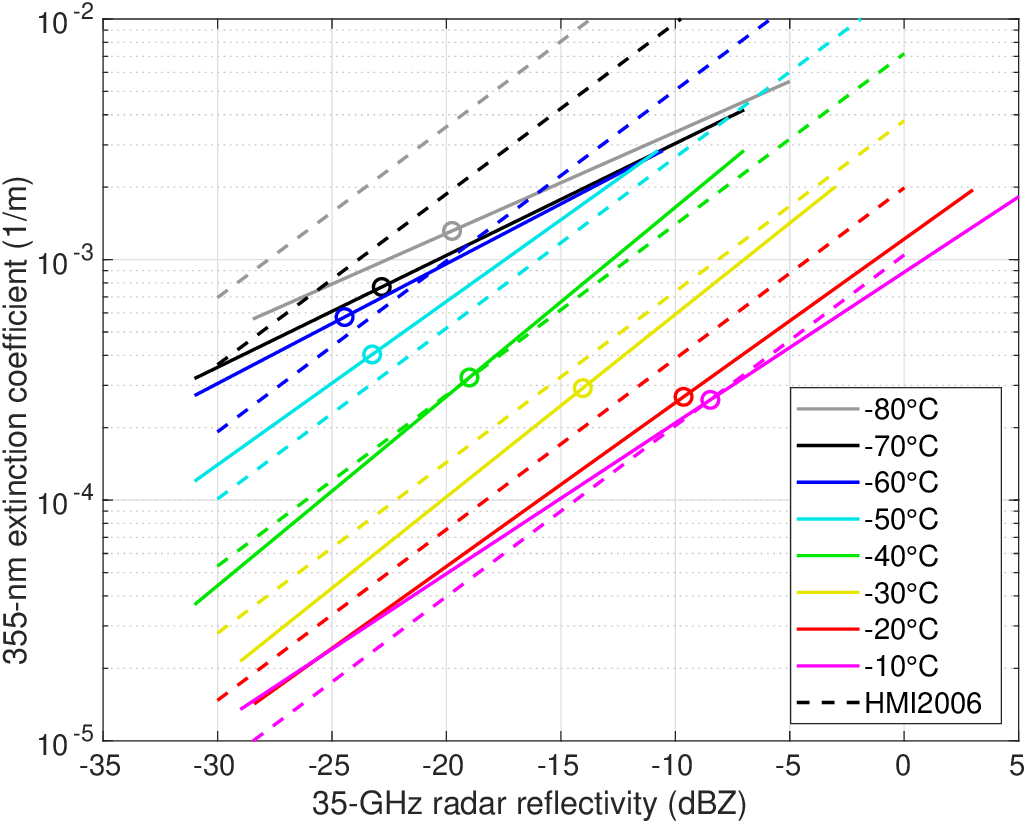 10-2
10-3
10-4
10-5
355-nm extinction coefficient (1/m)
-80°C
-70°C
-60°C
-50°C
-40°C
-30°C
-20°C
-10°C
HMI2006
-35 -30 -25 -20 -15 -10 -5 0 5
35-GHz radar reflectivity (dBZ)